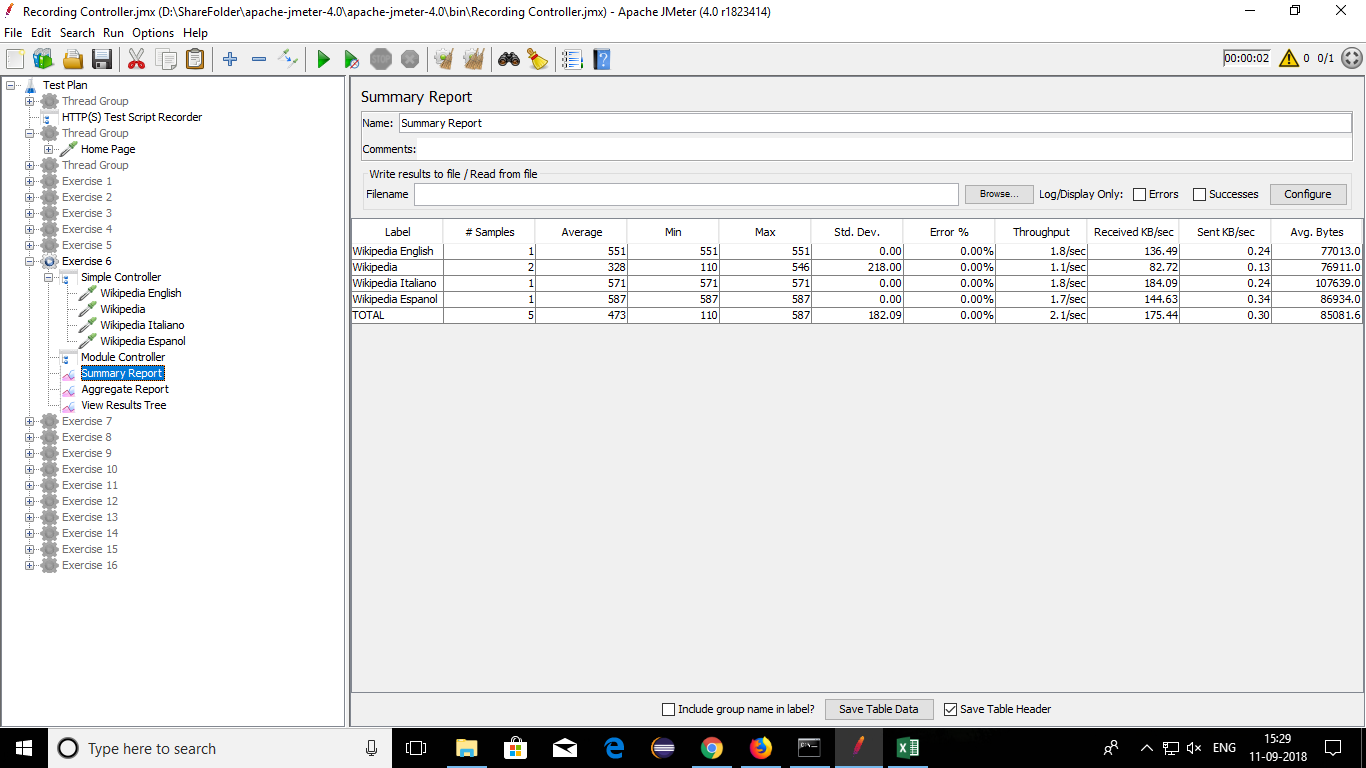 Recording Controller.jmx (D:\ShareFolder\apache-jmeter-4.0\apache-jmeter-4.0\bin\Recording Controller.jmx) - Apache JMeter (4.0 r1823414)
File Edit Search Run Options Help
STOP 00:00:02 0 0/1
Test Plan
Thread Group
HTTP(S) Test Script Recorder
Thread Group
Home Page
Thread Group
Exercise 1
Exercise 2
Exercise 3
Exercise 4
Exercise 5
Exercise 6
Simple Controller
Wikipedia English
Wikipedia
Wikipedia Italiano
Wikipedia Espanol
Module Controller
Summary Report
Aggregate Report
View Results Tree
Exercise 7
Exercise 8
Exercise 9
Exercise 10
Exercise 11
Exercise 12
Exercise 13
Exercise 14
Exercise 15
Exercise 16
Summary Report
Name: Summary Report
Comments:
Write results to file / Read from file
Filename Browse... Log/Display Only: Errors Successes Configure
Label # Samples Average Min Max Std. Dev. Error % Throughput Received KB/sec Sent KB/sec Avg. Bytes
Wikipedia English 1 551 551 551 0.00 0.00% 1.8/sec 136.49 0.24 77013.0
Wikipedia 2 328 110 546 218.00 0.00% 1.1/sec 82.72 0.13 76911.0
Wikipedia Italiano 1 571 571 571 0.00 0.00% 1.8/sec 184.09 0.24 107639.0
Wikipedia Espanol 1 587 587 587 0.00 0.00% 1.7/sec 144.63 0.34 86934.0
TOTAL 5 473 110 587 182.09 0.00% 2.1/sec 175.44 0.30 85081.6
Include group name in label? Save Table Data Save Table Header
Type here to search
ENG
15:29
11-09-2018